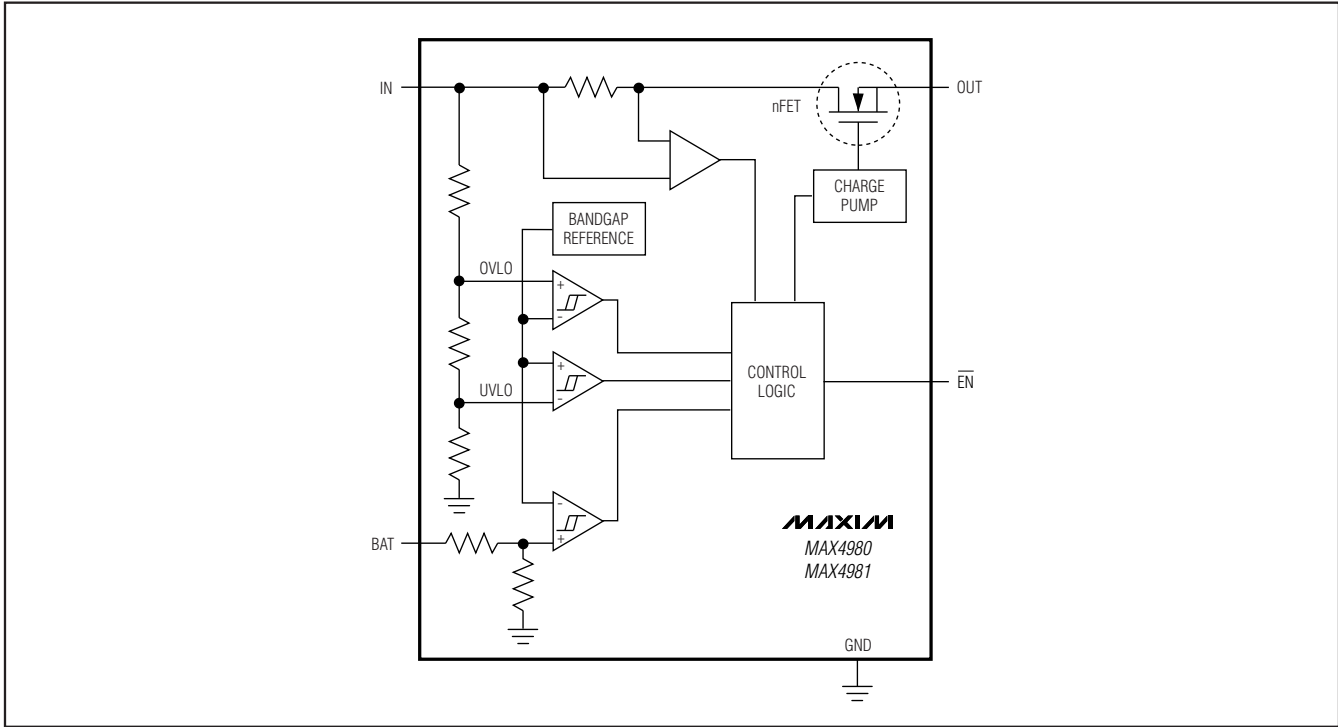 IN
OUT
nFET
CHARGE
PUMP
BANDGAP
REFERENCE
OVLO
+
-
+
UVLO
-
CONTROL
LOGIC
EN
-
+
BAT
MAXIM
MAX4980
MAX4981
GND